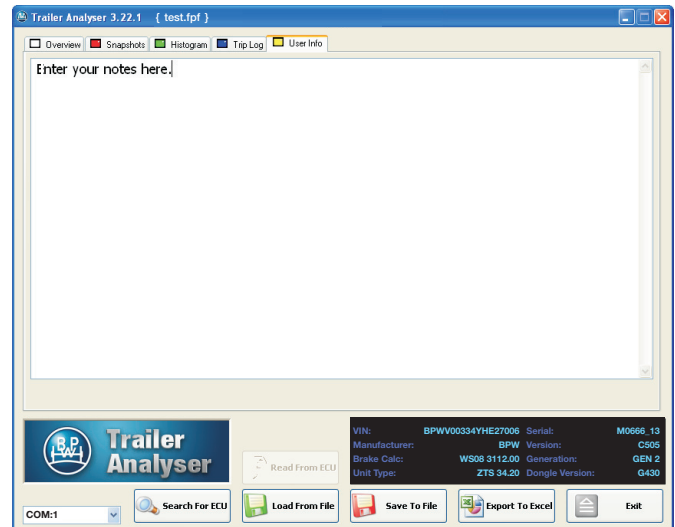 Trailer Analyser 3.22.1 { test.fpf }
Overview Snapshots Histogram Trip Log User Info
Enter your notes here.
BPW
Trailer
Analyser
Read From ECU
VIN: BPWV00334YHE27006 Serial: M0666_13
Manufacturer: BPW Version: C505
Brake Calc: WS08 3112.00 Generation: GEN 2
Unit Type: ZTS 34.20 Dongle Version: G430
COM:1 Search For ECU Load From File Save To File Export To Excel Exit